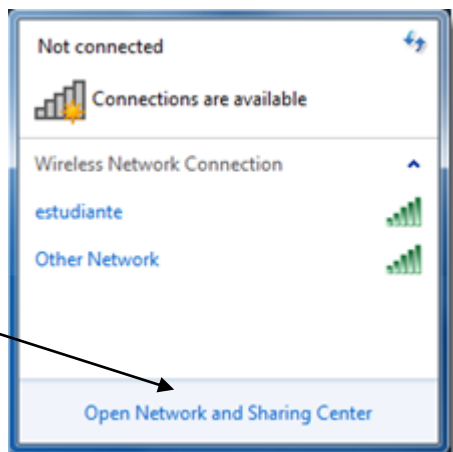 Not connected
Connections are available
Wireless Network Connection
estudiante
Other Network
Open Network and Sharing Center